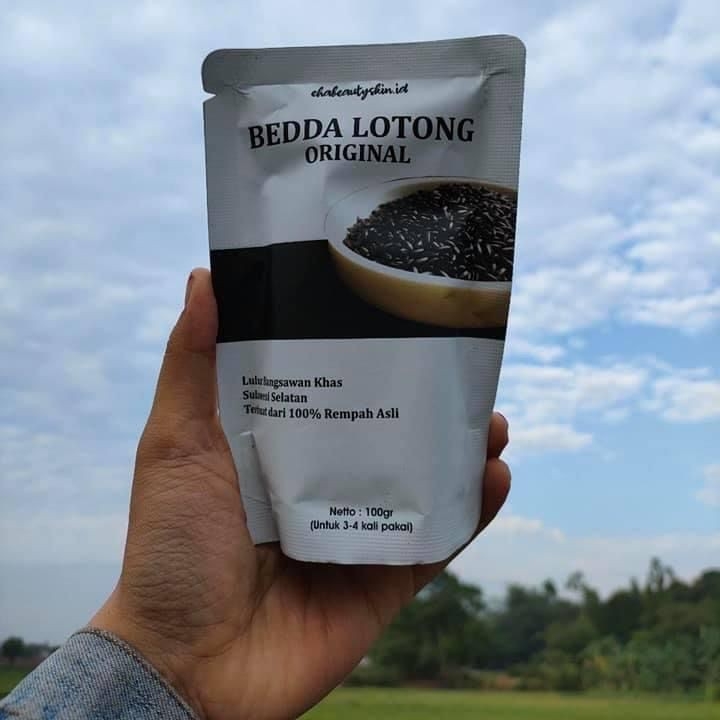 chabeautyskin.id
BEDDA LOTONG
ORIGINAL
Lulur Bangsawan Khas
Sulawesi Selatan
Terbuat dari 100% Rempah Asli
Netto : 100gr
(Untuk 3-4 kali pakai)